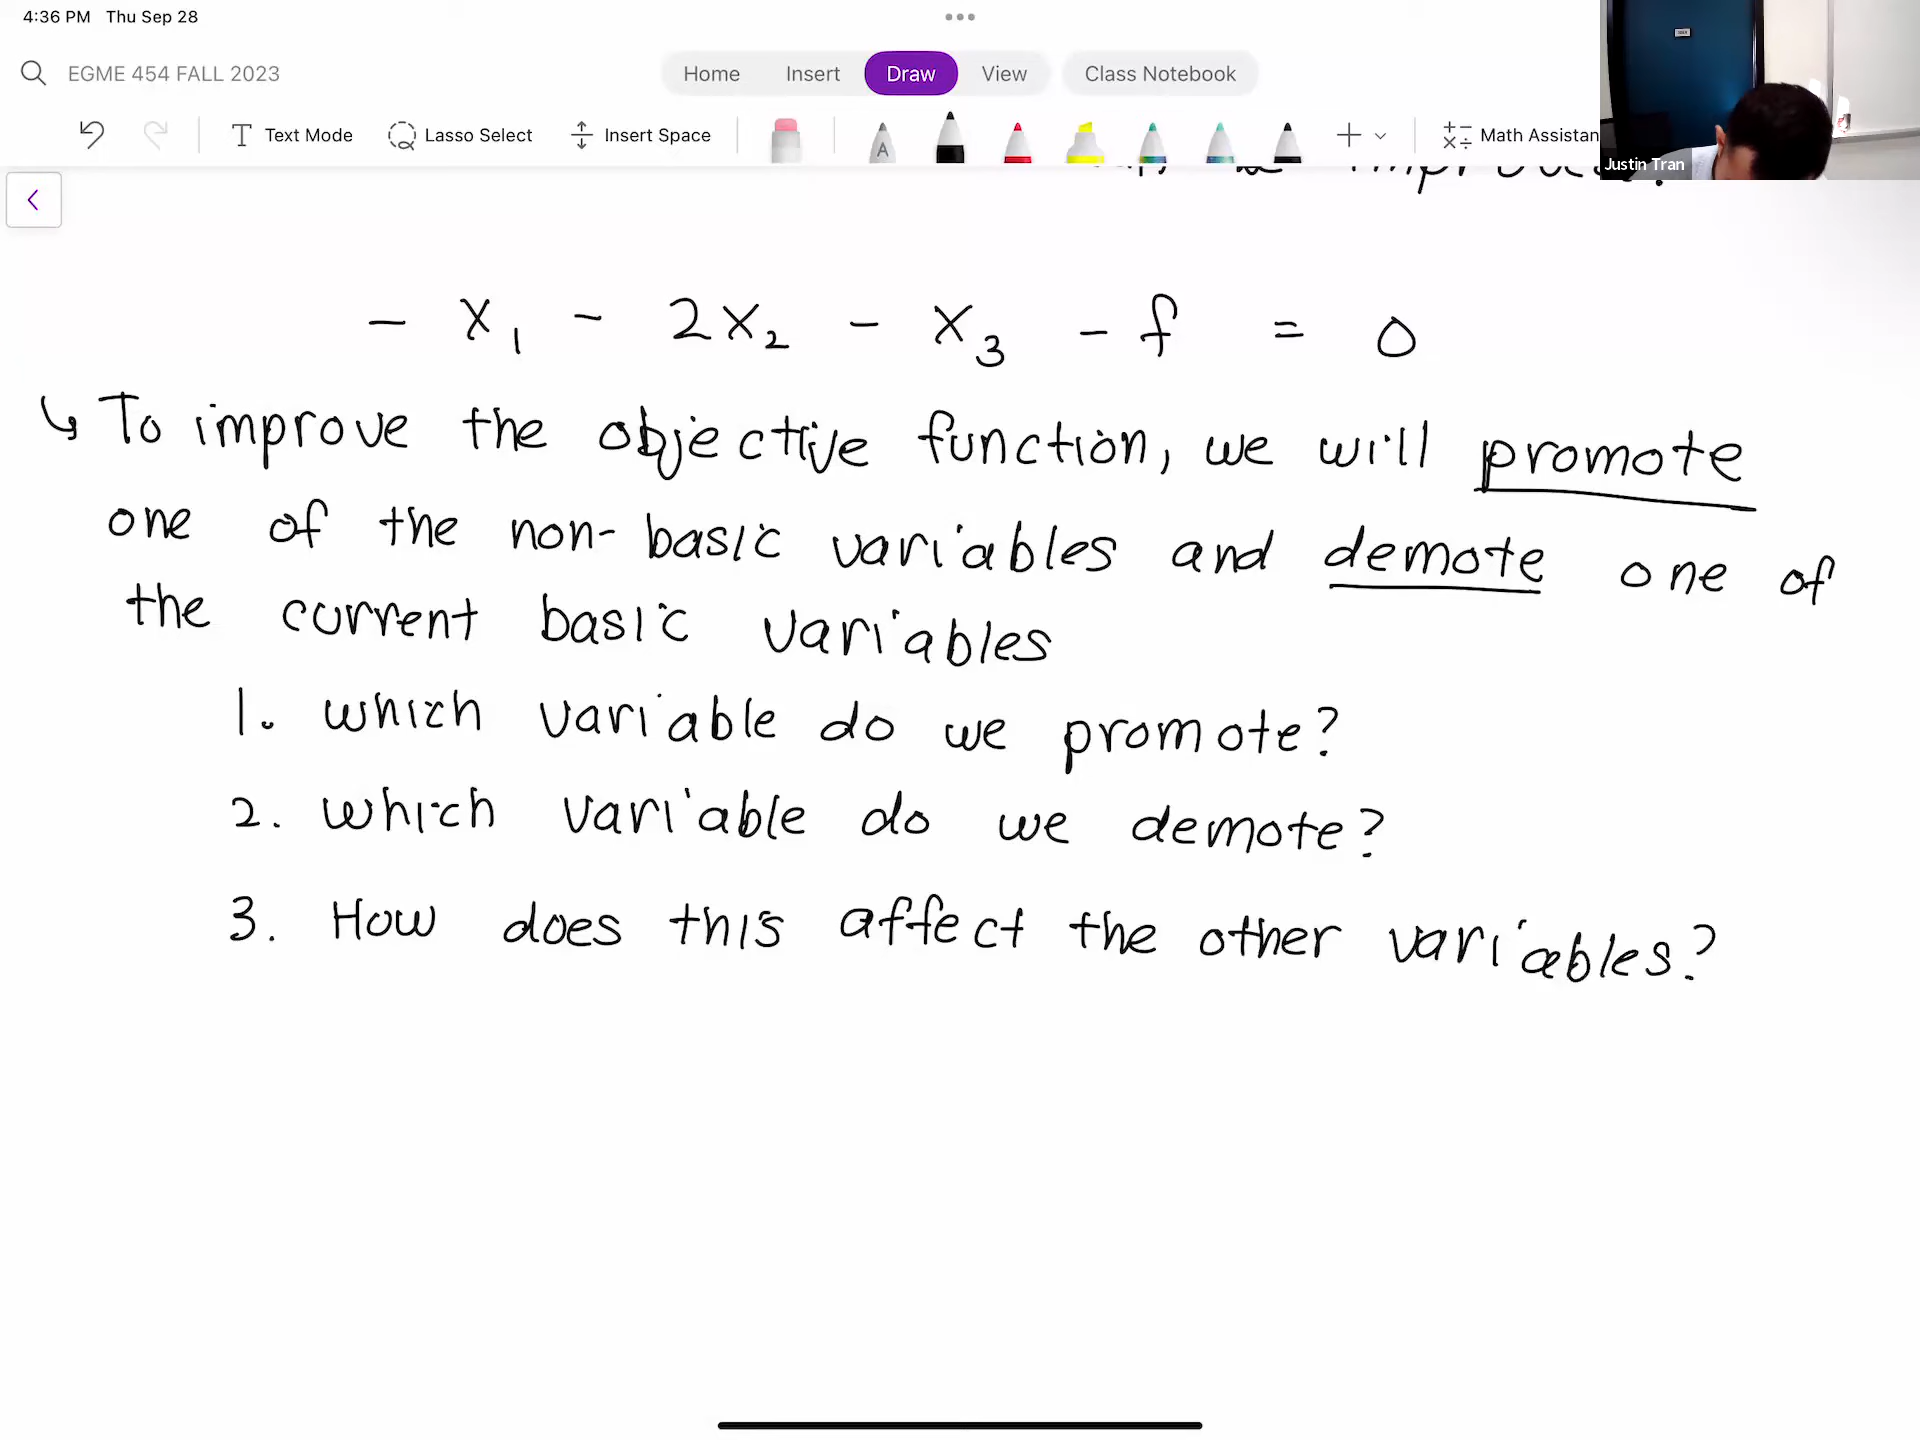 4:36 PM Thu Sep 28
EGME 454 FALL 2023
Home Insert Draw View Class Notebook
Text Mode Lasso Select Insert Space A Math Assistan
Justin Tran
- x₁ - 2x₂ - x₃ - f = 0
↳ To improve the objective function, we will promote
one of the non-basic variables and demote one of
the current basic variables
1. which variable do we promote?
2. which variable do we demote?
3. How does this affect the other variables?